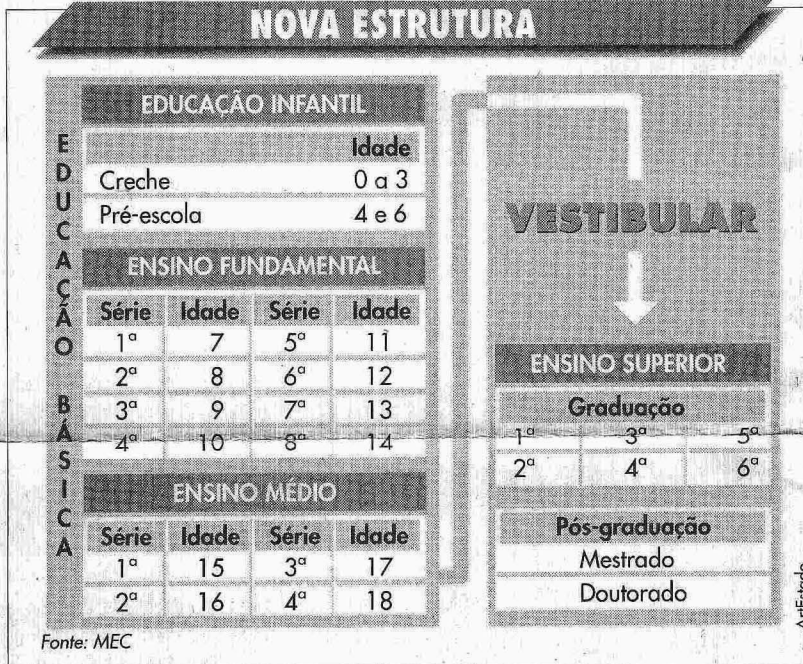 NOVA ESTRUTURA
EDUCAÇÃO BÁSICA
EDUCAÇÃO INFANTIL
Idade
Creche 0 a 3
Pré-escola 4 e 6
ENSINO FUNDAMENTAL
Série Idade Série Idade
1ª 7 5ª 11
2ª 8 6ª 12
3ª 9 7ª 13
4ª 10 8ª 14
ENSINO MÉDIO
Série Idade Série Idade
1ª 15 3ª 17
2ª 16 4ª 18
VESTIBULAR
ENSINO SUPERIOR
Graduação
1ª 3ª 5ª
2ª 4ª 6ª
Pós-graduação
Mestrado
Doutorado
Fonte: MEC
ArtEstado